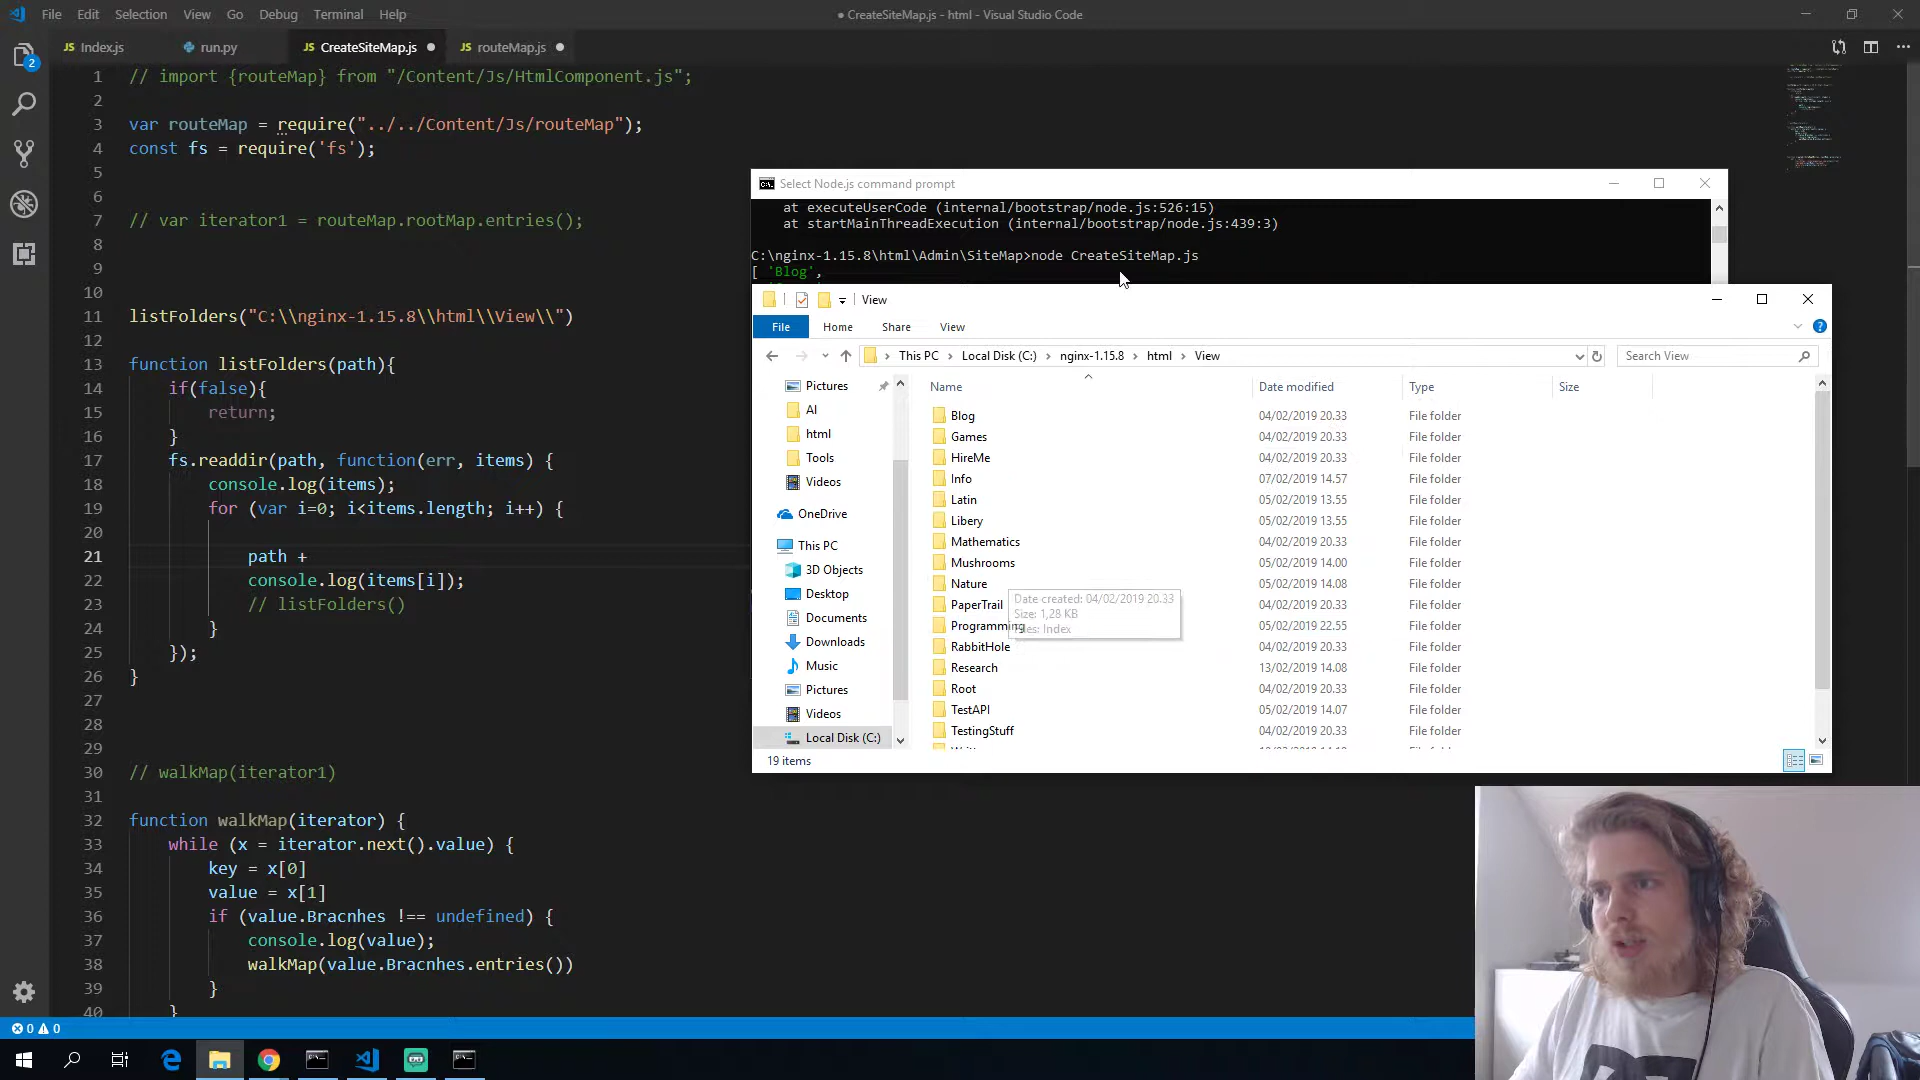 File Edit Selection View Go Debug Terminal Help
● CreateSiteMap.js - html - Visual Studio Code
JS Index.js
run.py
JS CreateSiteMap.js ●
JS routeMap.js ●
2
1 // import {routeMap} from "/Content/Js/HtmlComponent.js";
2
3 var routeMap = require("../../Content/Js/routeMap");
4 const fs = require('fs');
5
6
7 // var iterator1 = routeMap.rootMap.entries();
8
9
10
11 listFolders("C:\\nginx-1.15.8\\html\\View\\")
12
13 function listFolders(path){
14 if(false){
15 return;
16 }
17 fs.readdir(path, function(err, items) {
18 console.log(items);
19 for (var i=0; i<items.length; i++) {
20
21 path +
22 console.log(items[i]);
23 // listFolders()
24 }
25 });
26 }
27
28
29
30 // walkMap(iterator1)
31
32 function walkMap(iterator) {
33 while (x = iterator.next().value) {
34 key = x[0]
35 value = x[1]
36 if (value.Bracnhes !== undefined) {
37 console.log(value);
38 walkMap(value.Bracnhes.entries())
39 }
40 }
0 0
Select Node.js command prompt
at executeUserCode (internal/bootstrap/node.js:526:15)
at startMainThreadExecution (internal/bootstrap/node.js:439:3)
C:\nginx-1.15.8\html\Admin\SiteMap>node CreateSiteMap.js
[ 'Blog',
View
File Home Share View
This PC > Local Disk (C:) > nginx-1.15.8 > html > View
Search View
Pictures
AI
html
Tools
Videos
OneDrive
This PC
3D Objects
Desktop
Documents
Downloads
Music
Pictures
Videos
Local Disk (C:)
Name Date modified Type Size
Blog 04/02/2019 20.33 File folder
Games 04/02/2019 20.33 File folder
HireMe 04/02/2019 20.33 File folder
Info 07/02/2019 14.57 File folder
Latin 05/02/2019 13.55 File folder
Libery 05/02/2019 13.55 File folder
Mathematics 04/02/2019 20.33 File folder
Mushrooms 05/02/2019 14.00 File folder
Nature 05/02/2019 14.08 File folder
PaperTrail 04/02/2019 20.33 File folder
Programming 05/02/2019 22.55 File folder
RabbitHole 04/02/2019 20.33 File folder
Research 13/02/2019 14.08 File folder
Root 04/02/2019 20.33 File folder
TestAPI 05/02/2019 14.07 File folder
TestingStuff 04/02/2019 20.33 File folder
Date created: 04/02/2019 20.33
Size: 1,28 KB
Files: Index
19 items